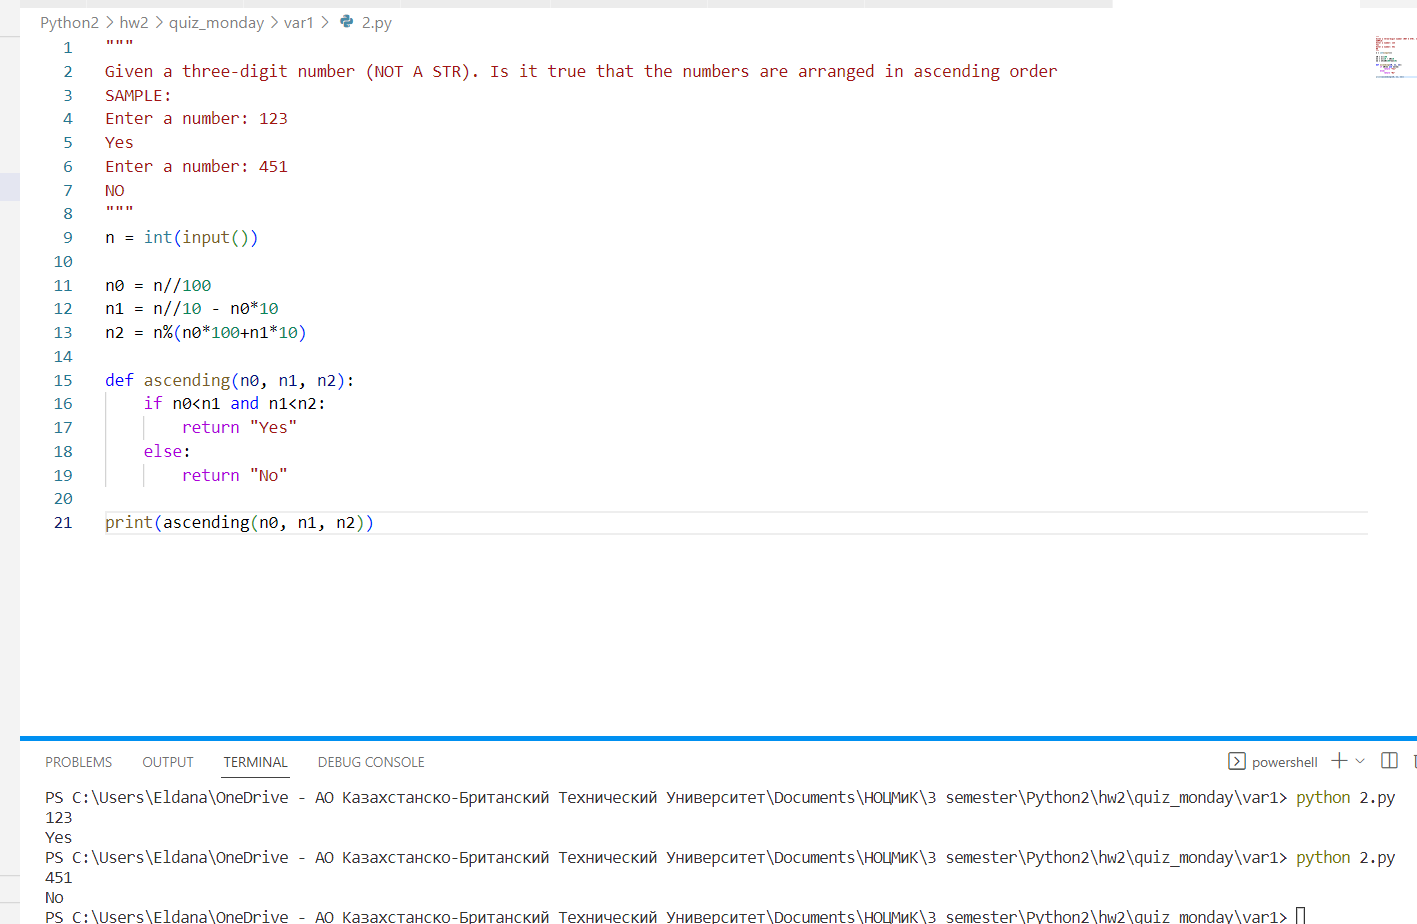 Python2 > hw2 > quiz_monday > var1 > 2.py
1 """
2 Given a three-digit number (NOT A STR). Is it true that the numbers are arranged in ascending order
3 SAMPLE:
4 Enter a number: 123
5 Yes
6 Enter a number: 451
7 NO
8 """
9 n = int(input())
10
11 n0 = n//100
12 n1 = n//10 - n0*10
13 n2 = n%(n0*100+n1*10)
14
15 def ascending(n0, n1, n2):
16     if n0<n1 and n1<n2:
17         return "Yes"
18     else:
19         return "No"
20
21 print(ascending(n0, n1, n2))
PROBLEMS OUTPUT TERMINAL DEBUG CONSOLE powershell
PS C:\Users\Eldana\OneDrive - АО Казахстанско-Британский Технический Университет\Documents\НОЦМиК\3 semester\Python2\hw2\quiz_monday\var1> python 2.py
123
Yes
PS C:\Users\Eldana\OneDrive - АО Казахстанско-Британский Технический Университет\Documents\НОЦМиК\3 semester\Python2\hw2\quiz_monday\var1> python 2.py
451
No
PS C:\Users\Eldana\OneDrive - АО Казахстанско-Британский Технический Университет\Documents\НОЦМиК\3 semester\Python2\hw2\quiz_monday\var1>